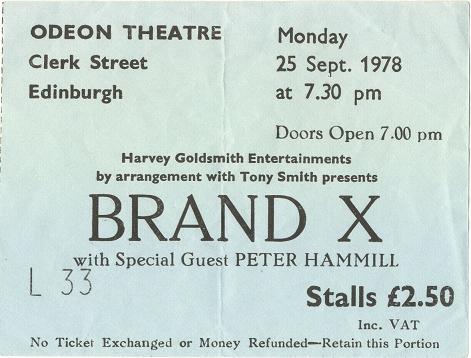 ODEON THEATRE
Clerk Street
Edinburgh
Monday
25 Sept. 1978
at 7.30 pm
Doors Open 7.00 pm
Harvey Goldsmith Entertainments
by arrangement with Tony Smith presents
BRAND X
with Special Guest PETER HAMMILL
L 33
Stalls £2.50
Inc. VAT
No Ticket Exchanged or Money Refunded—Retain this Portion